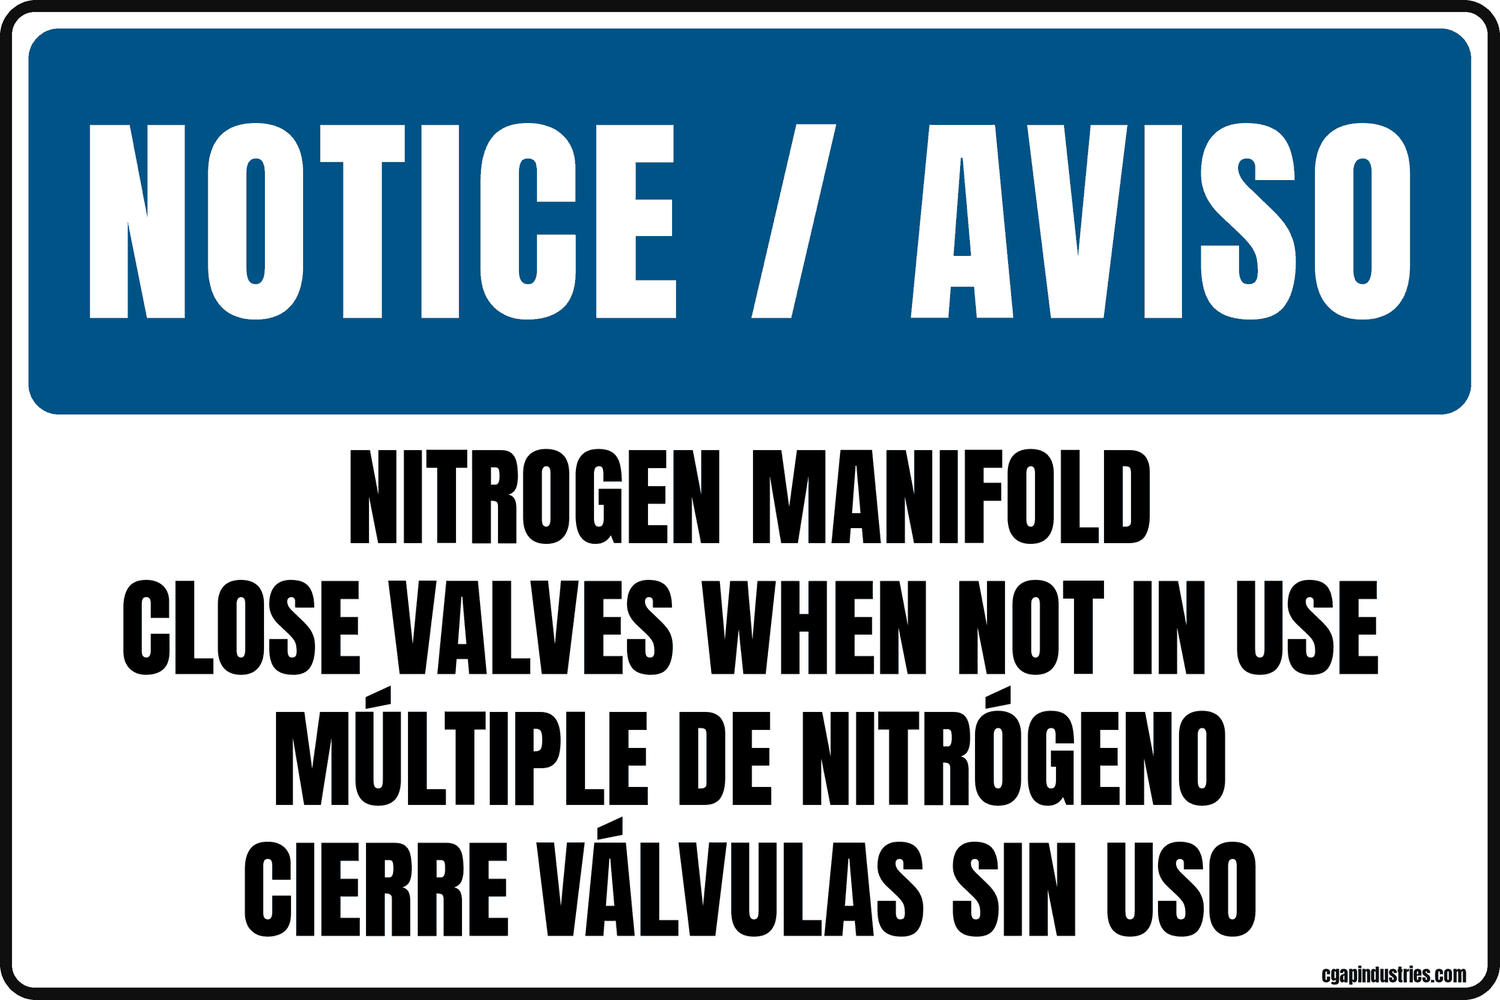 NOTICE / AVISO
NITROGEN MANIFOLD
CLOSE VALVES WHEN NOT IN USE
MÚLTIPLE DE NITRÓGENO
CIERRE VÁLVULAS SIN USO
cgapindustries.com